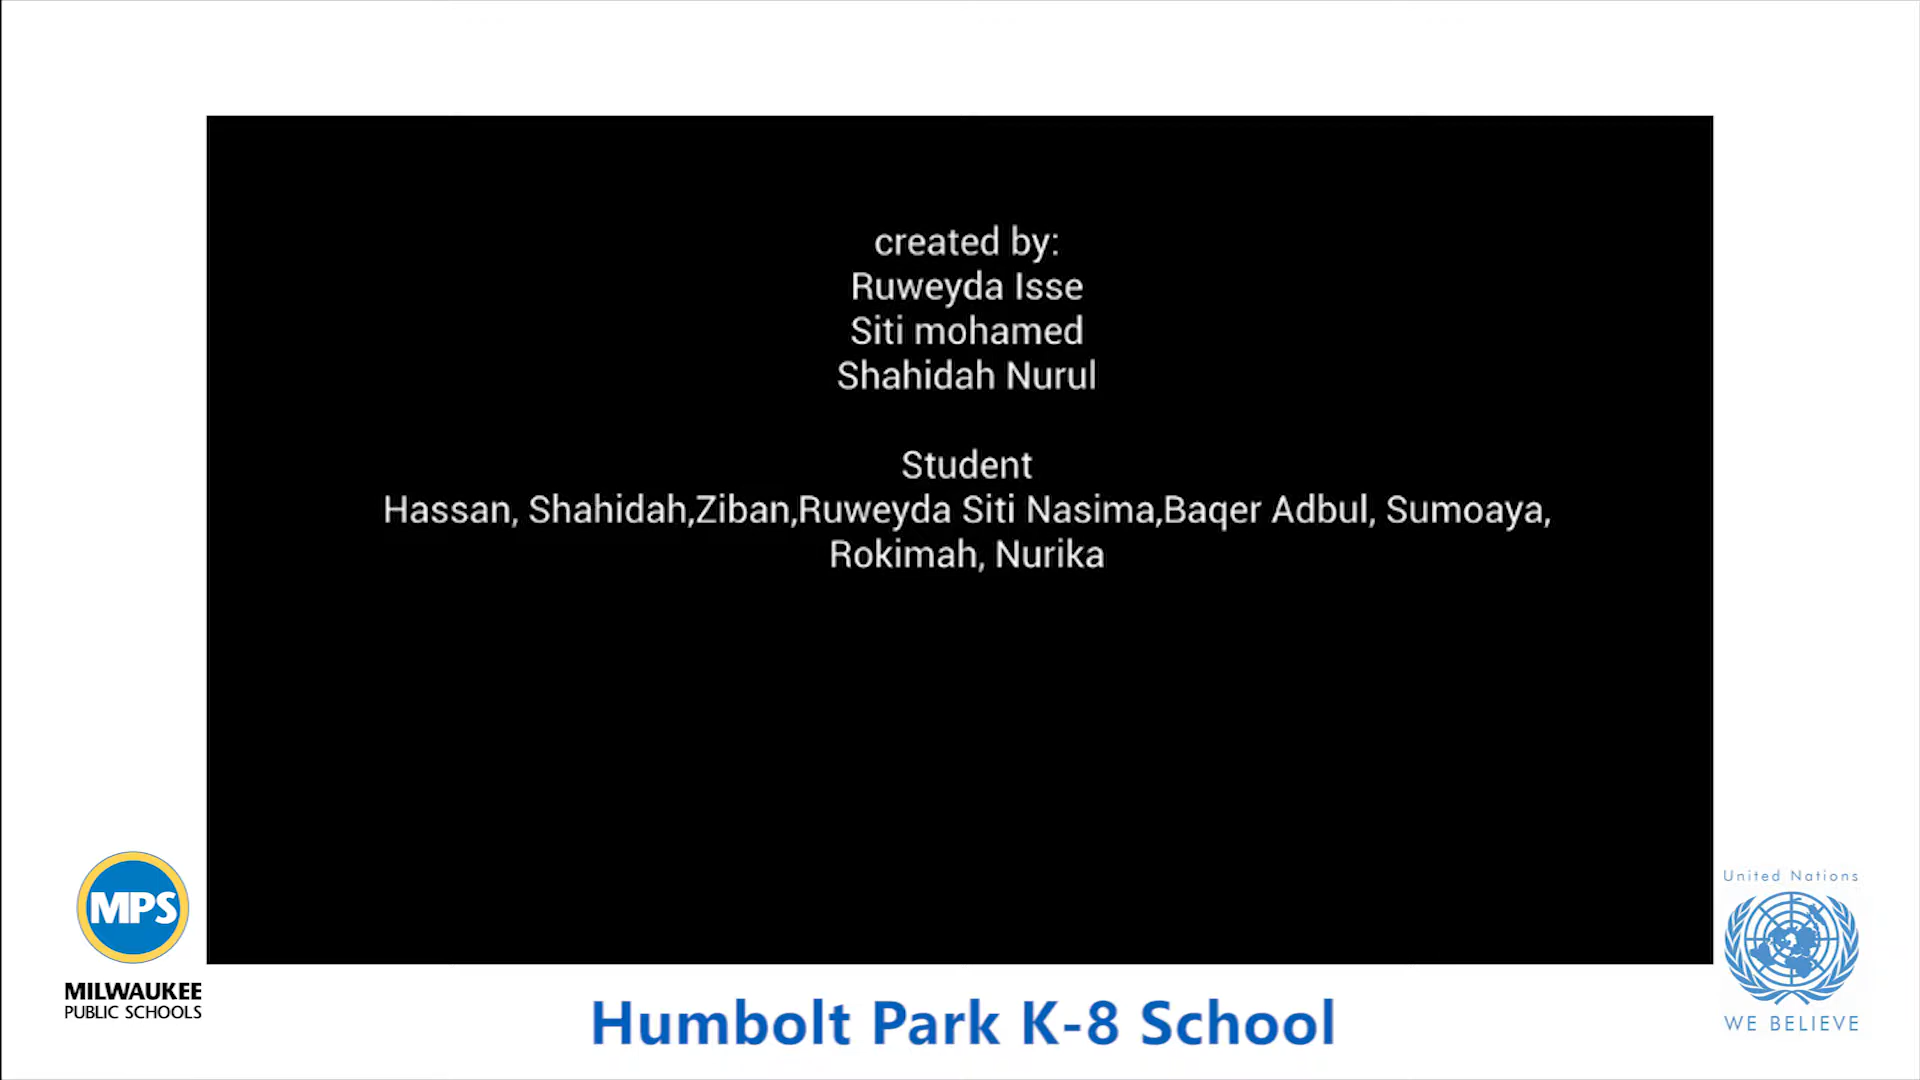 created by:
Ruweyda Isse
Siti mohamed
Shahidah Nurul
Student
Hassan, Shahidah,Ziban,Ruweyda Siti Nasima,Baqer Adbul, Sumoaya,
Rokimah, Nurika
MPS
MILWAUKEE
PUBLIC SCHOOLS
Humbolt Park K-8 School
United Nations
WE BELIEVE